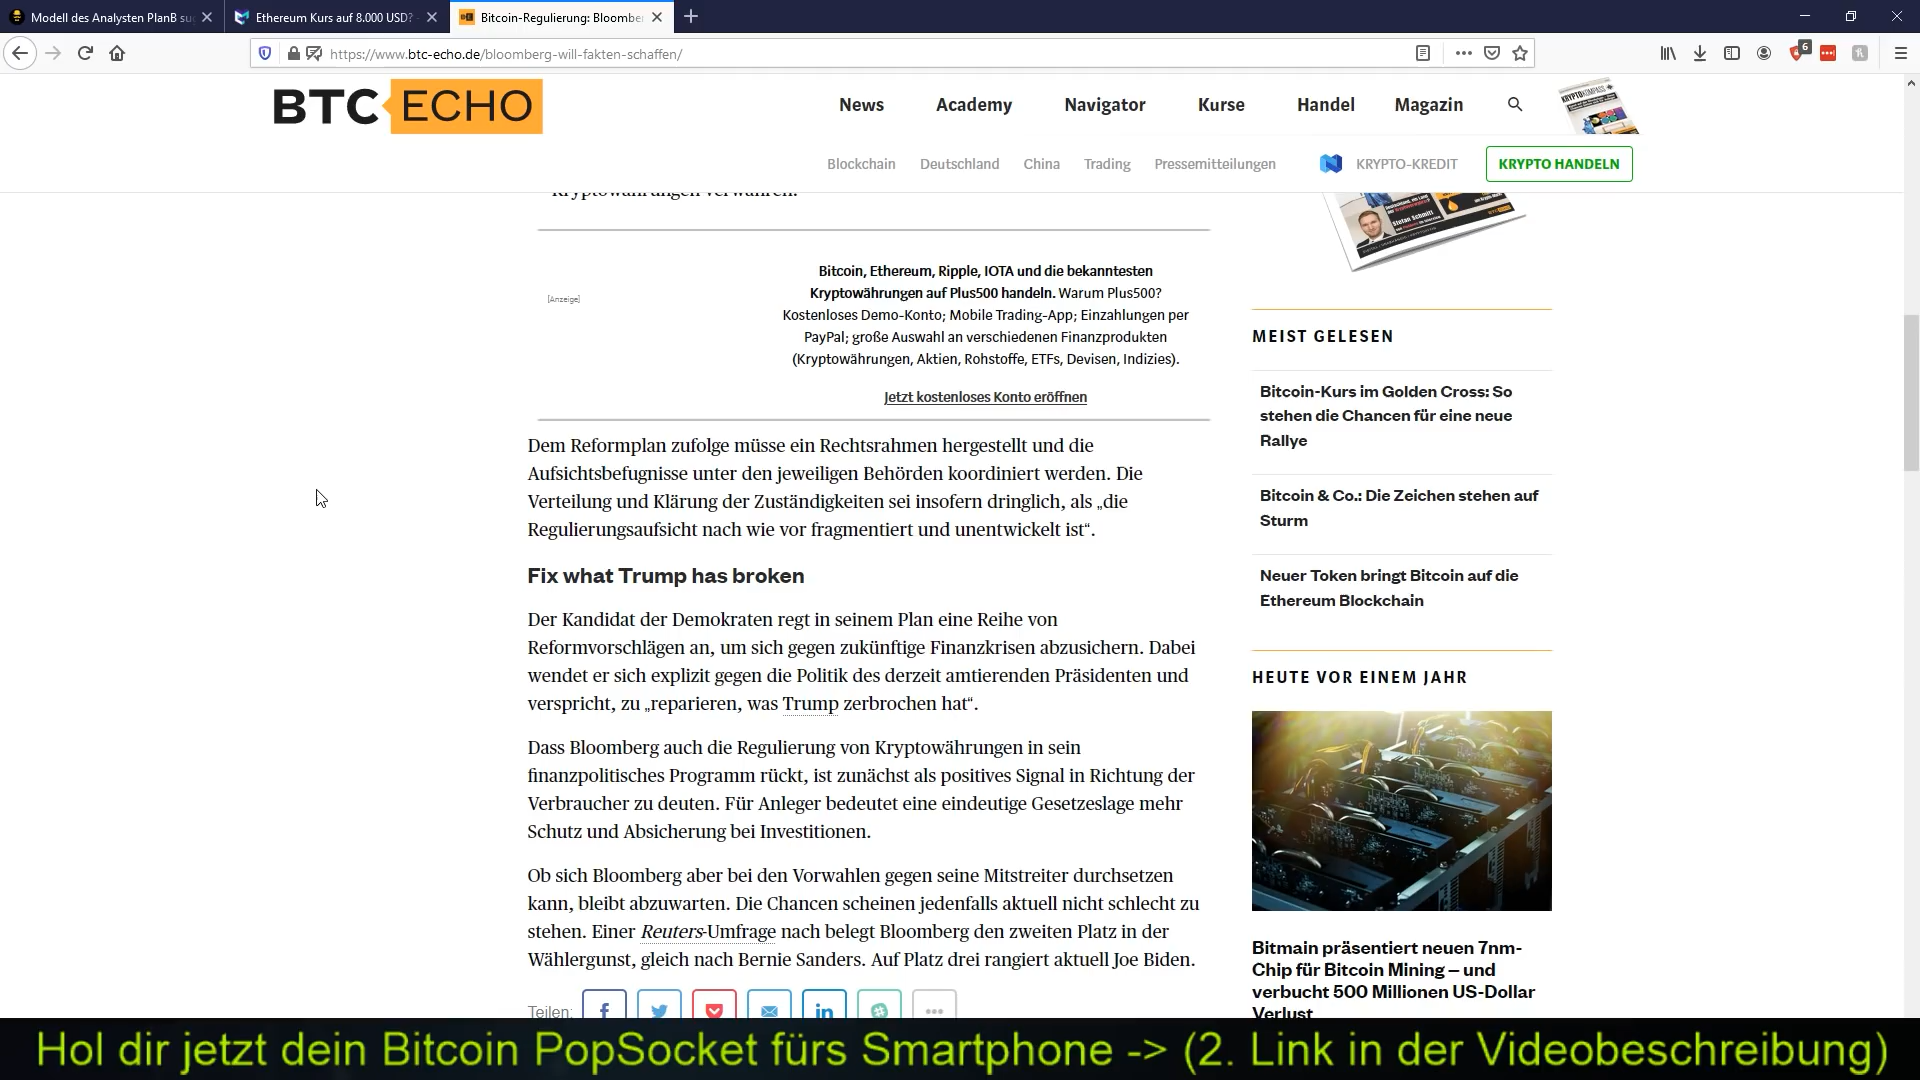 Modell des Analysten PlanB su
Ethereum Kurs auf 8.000 USD?
Bitcoin-Regulierung: Bloombe
https://www.btc-echo.de/bloomberg-will-fakten-schaffen/
6
BTC ECHO
News
Academy
Navigator
Kurse
Handel
Magazin
KRYPTOKOMPASS
Blockchain
Deutschland
China
Trading
Pressemitteilungen
KRYPTO-KREDIT
KRYPTO HANDELN
Kryptowährungen verwahren.
[Anzeige]
Bitcoin, Ethereum, Ripple, IOTA und die bekanntesten
Kryptowährungen auf Plus500 handeln. Warum Plus500?
Kostenloses Demo-Konto; Mobile Trading-App; Einzahlungen per
PayPal; große Auswahl an verschiedenen Finanzprodukten
(Kryptowährungen, Aktien, Rohstoffe, ETFs, Devisen, Indizies).
Jetzt kostenloses Konto eröffnen
Dem Reformplan zufolge müsse ein Rechtsrahmen hergestellt und die
Aufsichtsbefugnisse unter den jeweiligen Behörden koordiniert werden. Die
Verteilung und Klärung der Zuständigkeiten sei insofern dringlich, als „die
Regulierungsaufsicht nach wie vor fragmentiert und unentwickelt ist“.
Fix what Trump has broken
Der Kandidat der Demokraten regt in seinem Plan eine Reihe von
Reformvorschlägen an, um sich gegen zukünftige Finanzkrisen abzusichern. Dabei
wendet er sich explizit gegen die Politik des derzeit amtierenden Präsidenten und
verspricht, zu „reparieren, was Trump zerbrochen hat“.
Dass Bloomberg auch die Regulierung von Kryptowährungen in sein
finanzpolitisches Programm rückt, ist zunächst als positives Signal in Richtung der
Verbraucher zu deuten. Für Anleger bedeutet eine eindeutige Gesetzeslage mehr
Schutz und Absicherung bei Investitionen.
Ob sich Bloomberg aber bei den Vorwahlen gegen seine Mitstreiter durchsetzen
kann, bleibt abzuwarten. Die Chancen scheinen jedenfalls aktuell nicht schlecht zu
stehen. Einer Reuters-Umfrage nach belegt Bloomberg den zweiten Platz in der
Wählergunst, gleich nach Bernie Sanders. Auf Platz drei rangiert aktuell Joe Biden.
Teilen:
Stefan Schmitt
MEIST GELESEN
Bitcoin-Kurs im Golden Cross: So
stehen die Chancen für eine neue
Rallye
Bitcoin & Co.: Die Zeichen stehen auf
Sturm
Neuer Token bringt Bitcoin auf die
Ethereum Blockchain
HEUTE VOR EINEM JAHR
Bitmain präsentiert neuen 7nm-
Chip für Bitcoin Mining – und
verbucht 500 Millionen US-Dollar
Verlust
Hol dir jetzt dein Bitcoin PopSocket fürs Smartphone -> (2. Link in der Videobeschreibung)